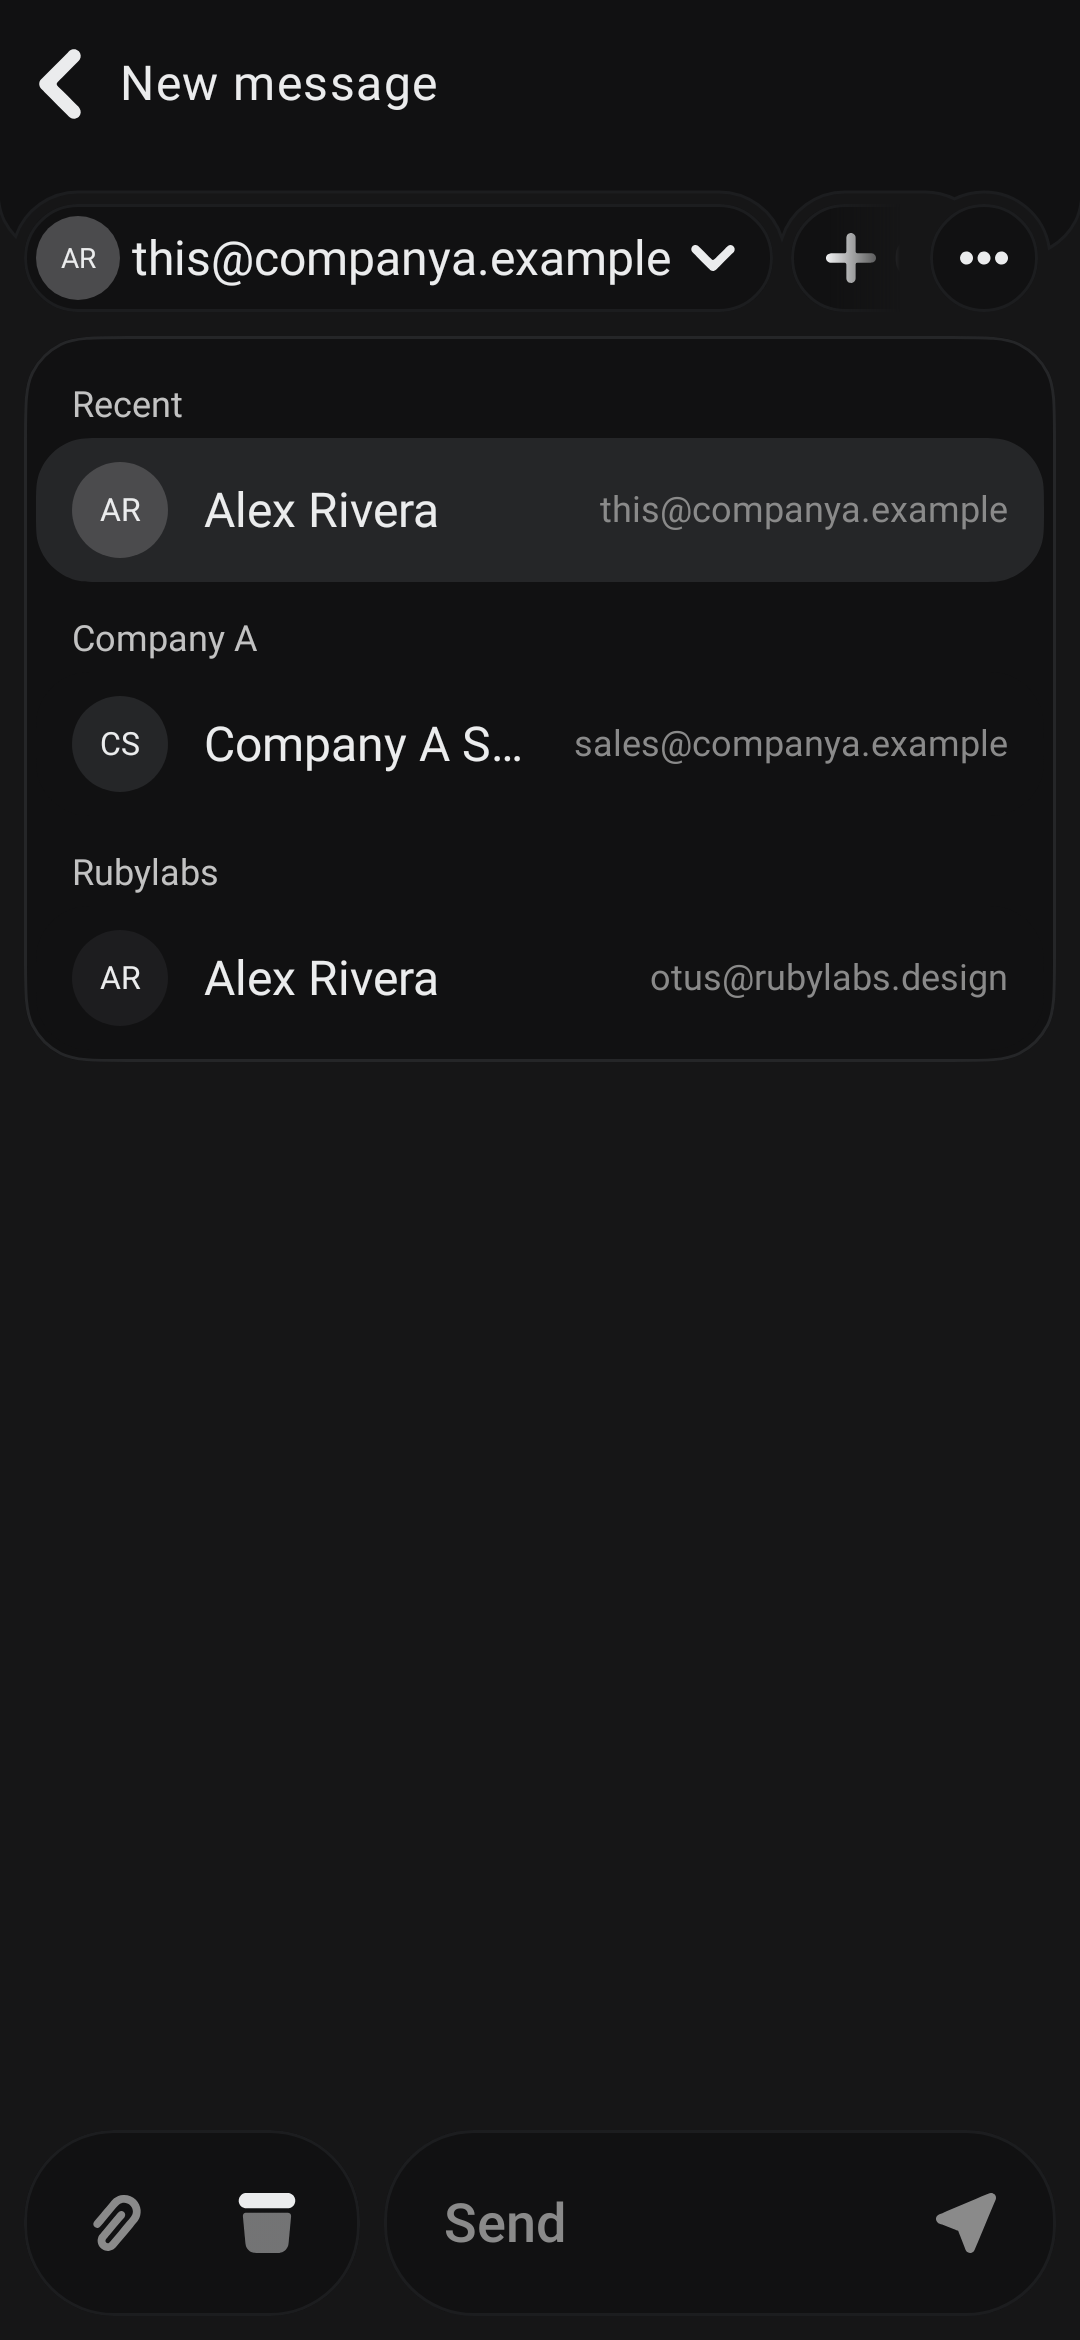 New message
AR this@companya.example
Recent
AR Alex Rivera this@companya.example
Company A
CS Company A S... sales@companya.example
Rubylabs
AR Alex Rivera otus@rubylabs.design
Send